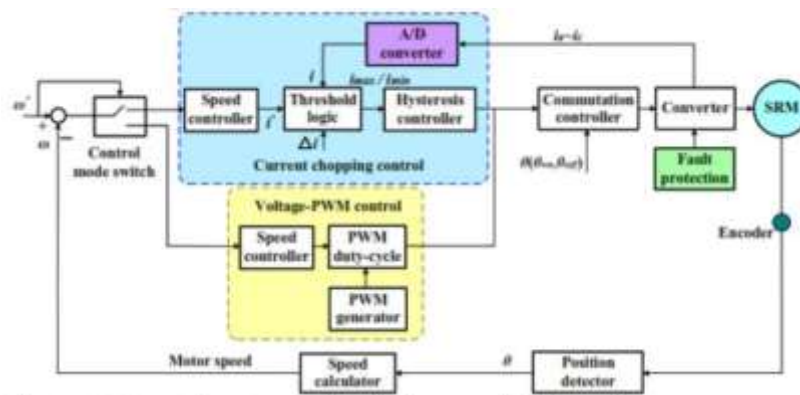 A/D
converter
ia~ic
i
Imax / Imin
ω*
+
ω
−
Control
mode switch
Speed
controller
i*
Threshold
logic
Hysteresis
controller
Δi
Current chopping control
Commutation
controller
θ(θon,θoff)
Converter
SRM
Fault
protection
Voltage-PWM control
Speed
controller
PWM
duty-cycle
PWM
generator
Encoder
Motor speed
Speed
calculator
θ
Position
detector